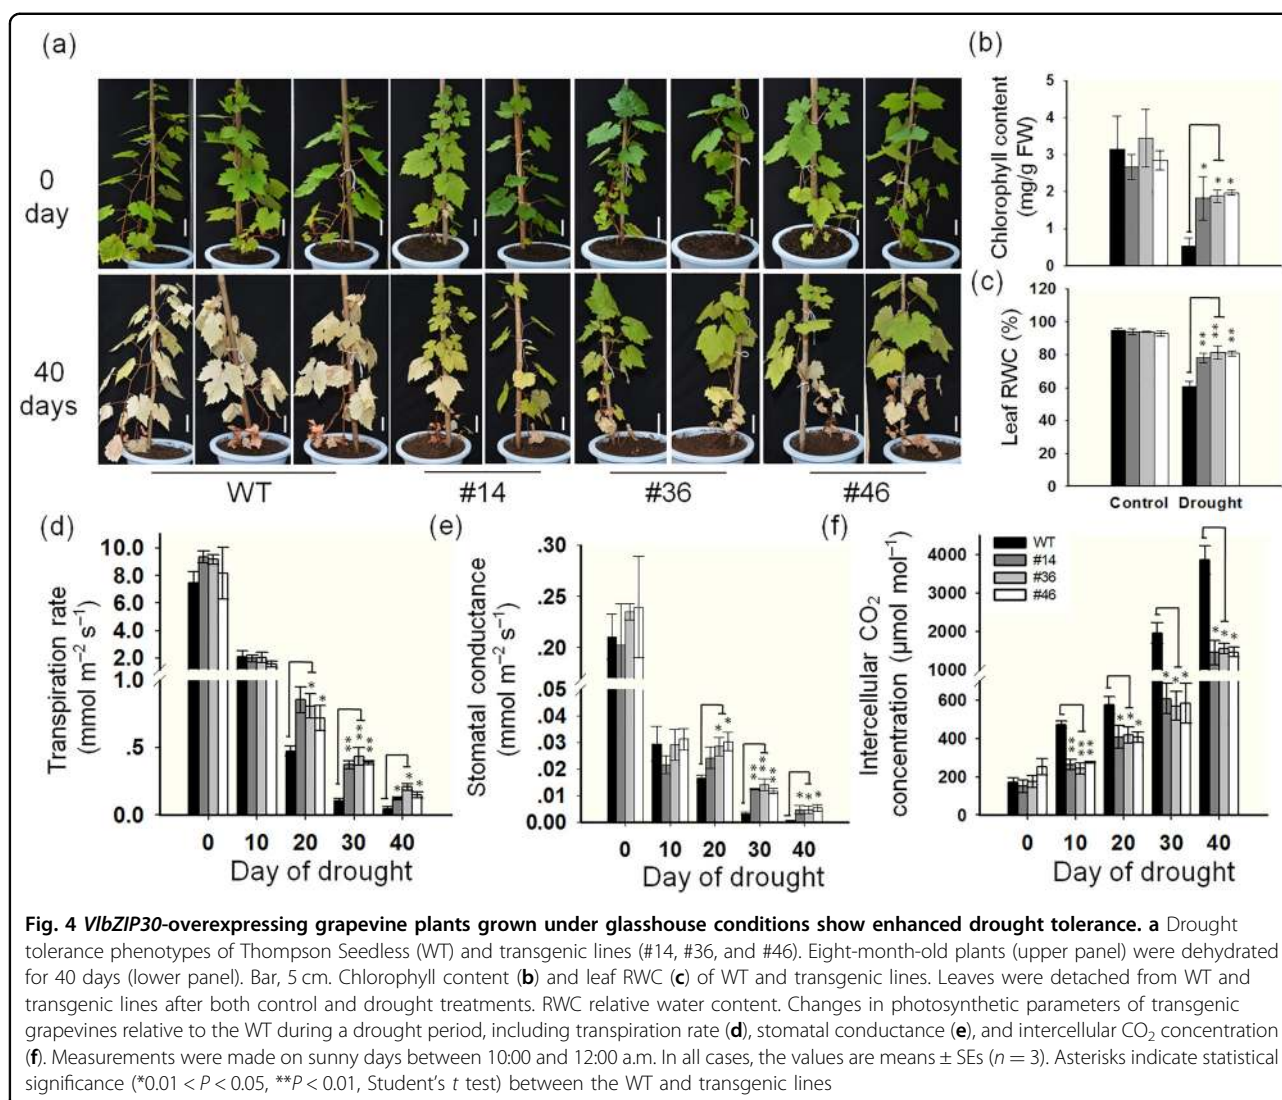 (a)
0
day
40
days
WT
#14
#36
#46
(b)
Chlorophyll content
(mg/g FW)
5
4
3
2
1
0
*
*
*
(c)
Leaf RWC (%)
120
100
80
60
40
20
0
**
**
**
Control
Drought
(d)
Transpiration rate
(mmol m⁻² s⁻¹)
10.0
8.0
6.0
4.0
2.0
1.0
.5
0.0
*
*
**
**
**
*
*
*
0 10 20 30 40
Day of drought
(e)
Stomatal conductance
(mmol m⁻² s⁻¹)
.30
.25
.20
.05
.04
.03
.02
.01
0.00
*
*
**
**
**
*
*
*
0 10 20 30 40
Day of drought
(f)
Intercellular CO₂
concentration (μmol mol⁻¹)
4000
3000
2000
1000
600
400
200
0
WT
#14
#36
#46
**
**
**
*
*
*
*
*
*
*
*
*
0 10 20 30 40
Day of drought
Fig. 4 VlbZIP30-overexpressing grapevine plants grown under glasshouse conditions show enhanced drought tolerance. a Drought
tolerance phenotypes of Thompson Seedless (WT) and transgenic lines (#14, #36, and #46). Eight-month-old plants (upper panel) were dehydrated
for 40 days (lower panel). Bar, 5 cm. Chlorophyll content (b) and leaf RWC (c) of WT and transgenic lines. Leaves were detached from WT and
transgenic lines after both control and drought treatments. RWC relative water content. Changes in photosynthetic parameters of transgenic
grapevines relative to the WT during a drought period, including transpiration rate (d), stomatal conductance (e), and intercellular CO₂ concentration
(f). Measurements were made on sunny days between 10:00 and 12:00 a.m. In all cases, the values are means ± SEs (n = 3). Asterisks indicate statistical
significance (*0.01 < P < 0.05, **P < 0.01, Student's t test) between the WT and transgenic lines